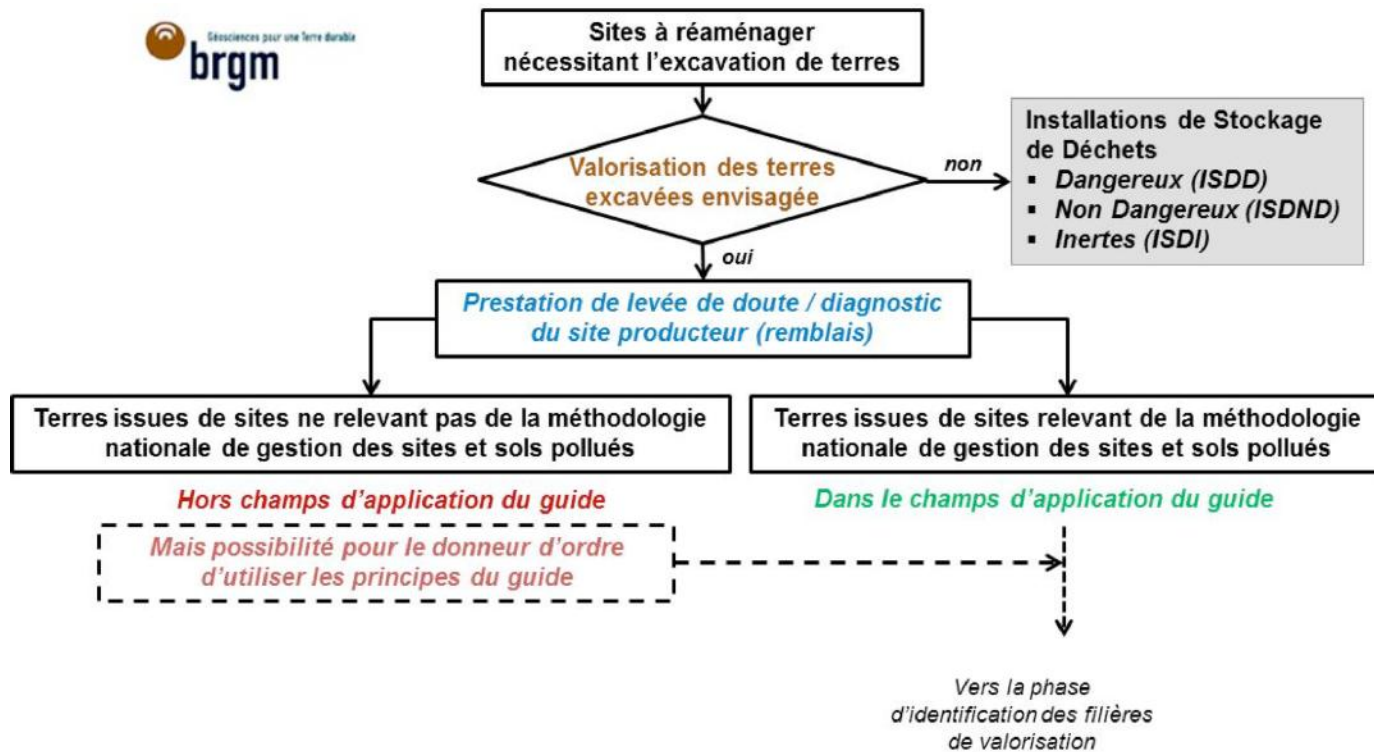 Géosciences pour une Terre durable
brgm
Sites à réaménager
nécessitant l'excavation de terres
Valorisation des terres
excavées envisagée
non
Installations de Stockage
de Déchets
▪ Dangereux (ISDD)
▪ Non Dangereux (ISDND)
▪ Inertes (ISDI)
oui
Prestation de levée de doute / diagnostic
du site producteur (remblais)
Terres issues de sites ne relevant pas de la méthodologie
nationale de gestion des sites et sols pollués
Terres issues de sites relevant de la méthodologie
nationale de gestion des sites et sols pollués
Hors champs d'application du guide
Dans le champs d'application du guide
Mais possibilité pour le donneur d'ordre
d'utiliser les principes du guide
Vers la phase
d'identification des filières
de valorisation